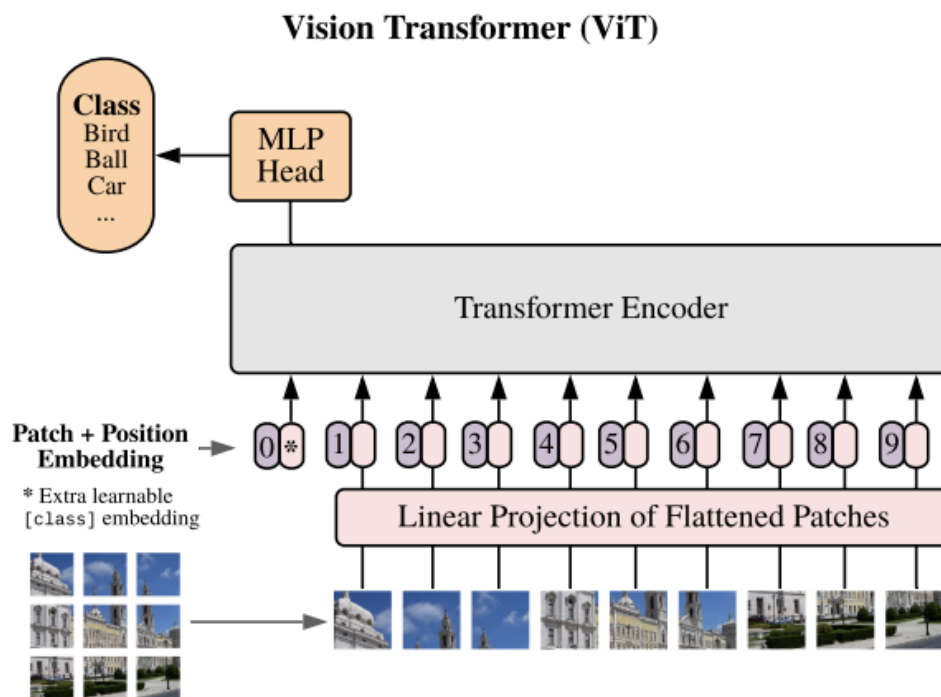 Vision Transformer (ViT)
Class
Bird
Ball
Car
...
MLP
Head
Transformer Encoder
Patch + Position
Embedding
0 * 1 2 3 4 5 6 7 8 9
* Extra learnable
[class] embedding
Linear Projection of Flattened Patches